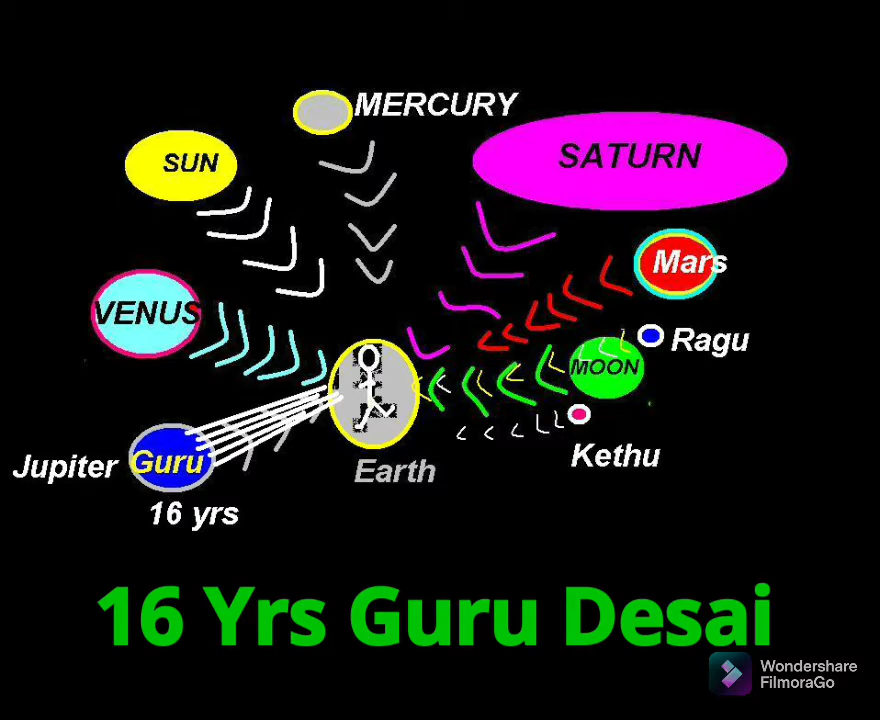 MERCURY
SUN
SATURN
Mars
VENUS
Ragu
MOON
Kethu
Earth
Jupiter Guru
16 yrs
16 Yrs Guru Desai
Wondershare
FilmoraGo